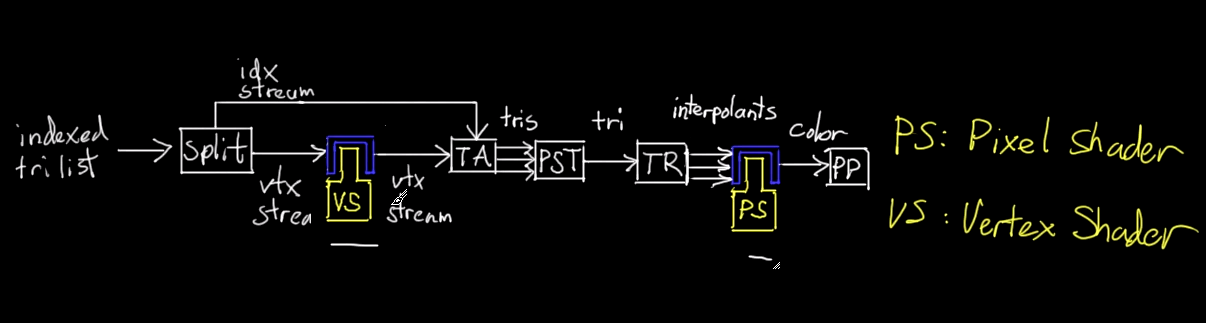 indexed
tri list
Split
idx
stream
vtx
strea
VS
vtx
stream
TA
tris
PST
tri
TR
interpolants
PS
color
PP
PS: Pixel Shader
VS: Vertex Shader